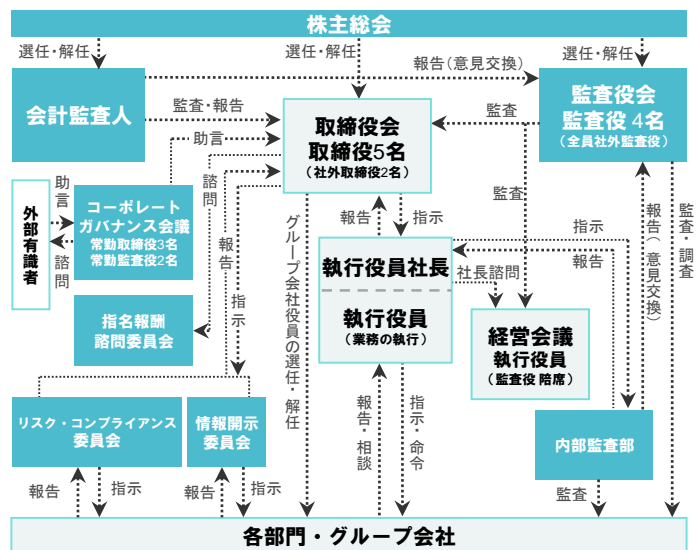 株主総会
選任・解任
選任・解任
選任・解任
報告(意見交換)
会計監査人
監査・報告
取締役会
取締役5名
(社外取締役2名)
監査
監査役会
監査役 4名
(全員社外監査役)
助言
助言
諮問
外部有識者
コーポレート
ガバナンス会議
常勤取締役3名
常勤監査役2名
諮問
報告
指示
グループ会社役員の選任・解任
報告
指示
監査
指示
報告
報告(意見交換)
監査・調査
執行役員社長
社長諮問
執行役員
(業務の執行)
経営会議
執行役員
(監査役 陪席)
指名報酬
諮問委員会
リスク・コンプライアンス
委員会
情報開示
委員会
報告・相談
指示・命令
内部監査部
報告
指示
報告
指示
監査
各部門・グループ会社